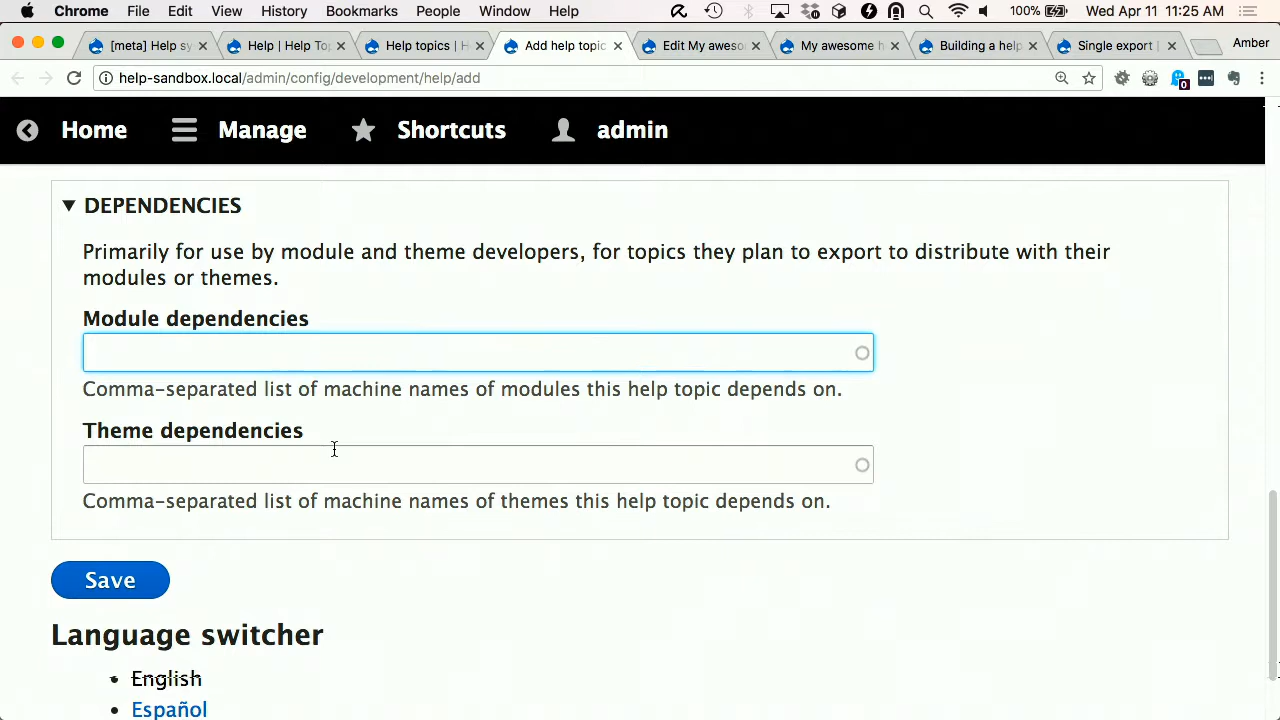 Chrome File Edit View History Bookmarks People Window Help 100% Wed Apr 11 11:25 AM
[meta] Help sy Help | Help To Help topics | H Add help topic Edit My aweso My awesome h Building a help Single export | Amber
help-sandbox.local/admin/config/development/help/add 0
Home Manage Shortcuts admin
DEPENDENCIES
Primarily for use by module and theme developers, for topics they plan to export to distribute with their
modules or themes.
Module dependencies
Comma-separated list of machine names of modules this help topic depends on.
Theme dependencies
Comma-separated list of machine names of themes this help topic depends on.
Save
Language switcher
English
Español